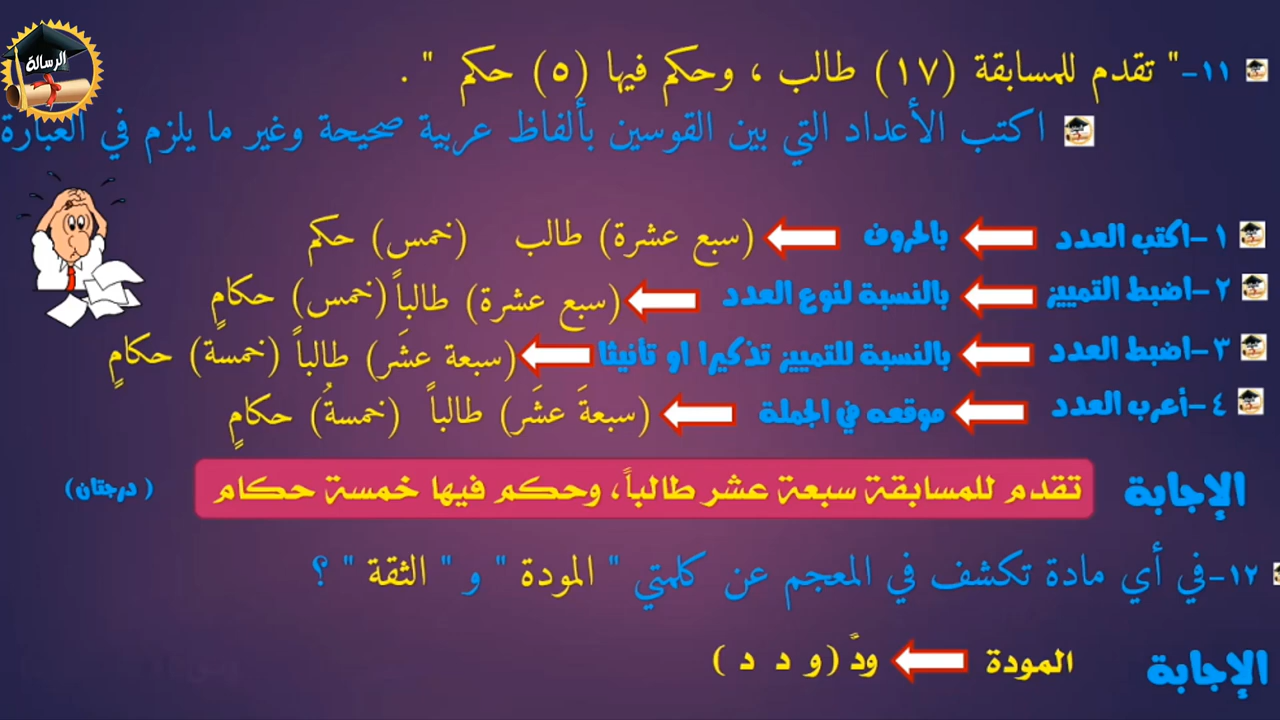 الرسالة
١١-" تقدم للمسابقة (١٧) طالب ، وحكم فيها (٥) حكم " .
اكتب الأعداد التي بين القوسين بألفاظ عربية صحيحة وغير ما يلزم في العبارة
١-اكتب العدد بالحروف (سبع عشرة) طالب (خمس) حكم
٢-اضبط التمييز بالنسبة لنوع العدد (سبع عشرة) طالباً (خمس) حكامٍ
٣-اضبط العدد بالنسبة للتمييز تذكيرا او تأنيثا (سبعة عشَر) طالباً (خمسة) حكامٍ
٤-أعرب العدد موقعه في الجملة (سبعةَ عشَر) طالباً (خمسةُ) حكامٍ
الإجابة تقدم للمسابقة سبعة عشر طالباً، وحكم فيها خمسة حكام ( درجتان)
١٢-في أي مادة تكشف في المعجم عن كلمتي " المودة " و " الثقة " ؟
الإجابة المودة ودَّ (و د د )